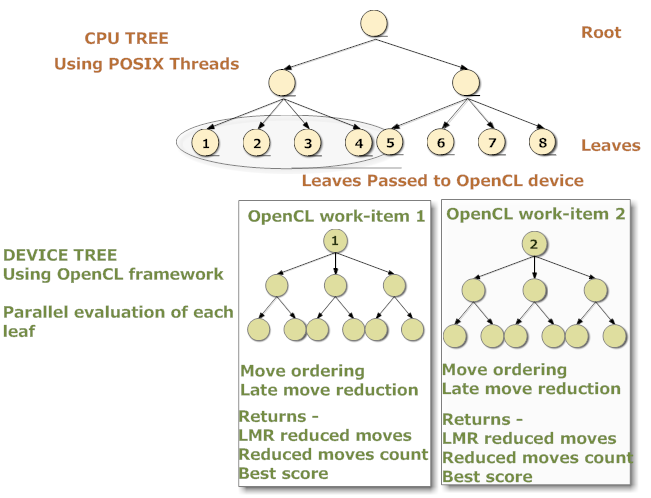 CPU TREE
Using POSIX Threads
Root
1 2 3 4 5 6 7 8
Leaves
Leaves Passed to OpenCL device
DEVICE TREE
Using OpenCL framework
Parallel evaluation of each
leaf
OpenCL work-item 1
1
Move ordering
Late move reduction
Returns -
LMR reduced moves
Reduced moves count
Best score
OpenCL work-item 2
2
Move ordering
Late move reduction
Returns -
LMR reduced moves
Reduced moves count
Best score